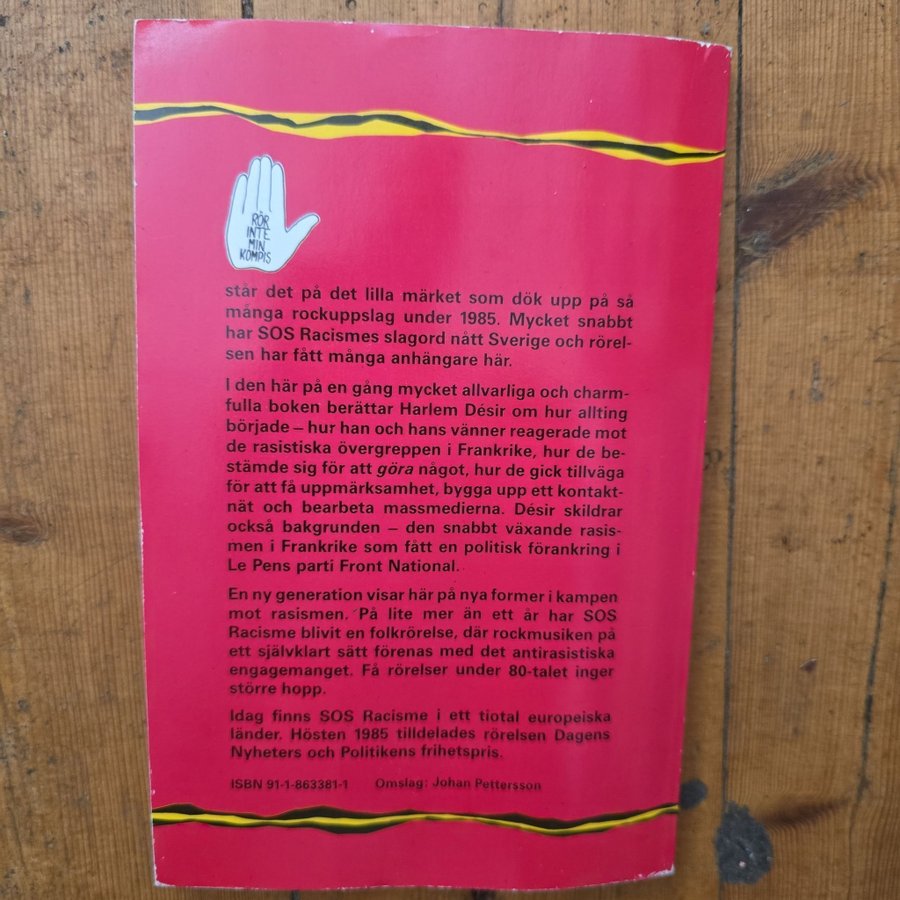 RÖR
INTE
MIN
KOMPIS
står det på det lilla märket som dök upp på så
många rockuppslag under 1985. Mycket snabbt
har SOS Racismes slagord nått Sverige och rörel-
sen har fått många anhängare här.
I den här på en gång mycket allvarliga och charm-
fulla boken berättar Harlem Désir om hur allting
började – hur han och hans vänner reagerade mot
de rasistiska övergreppen i Frankrike, hur de be-
stämde sig för att göra något, hur de gick tillväga
för att få uppmärksamhet, bygga upp ett kontakt-
nät och bearbeta massmedierna. Désir skildrar
också bakgrunden – den snabbt växande rasis-
men i Frankrike som fått en politisk förankring i
Le Pens parti Front National.
En ny generation visar här på nya former i kampen
mot rasismen. På lite mer än ett år har SOS
Racisme blivit en folkrörelse, där rockmusiken på
ett självklart sätt förenas med det antirasistiska
engagemanget. Få rörelser under 80-talet inger
större hopp.
Idag finns SOS Racisme i ett tiotal europeiska
länder. Hösten 1985 tilldelades rörelsen Dagens
Nyheters och Politikens frihetspris.
ISBN 91-1-863381-1 Omslag: Johan Pettersson